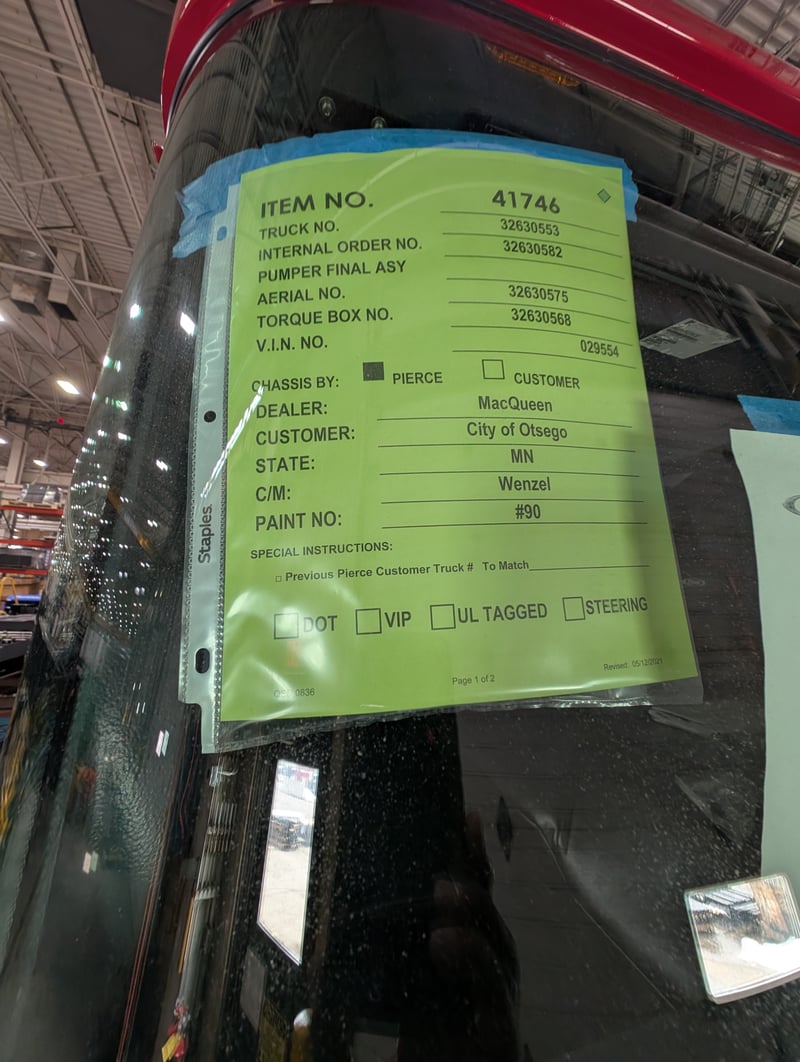 ITEM NO. 41746
TRUCK NO. 32630553
INTERNAL ORDER NO. 32630582
PUMPER FINAL ASY
AERIAL NO. 32630575
TORQUE BOX NO. 32630568
V.I.N. NO. 029554
CHASSIS BY: PIERCE CUSTOMER
DEALER: MacQueen
CUSTOMER: City of Otsego
STATE: MN
C/M: Wenzel
PAINT NO: #90
SPECIAL INSTRUCTIONS:
Previous Pierce Customer Truck # To Match
DOT VIP UL TAGGED STEERING
Page 1 of 2
Revised: 05/12/2021
Staples.